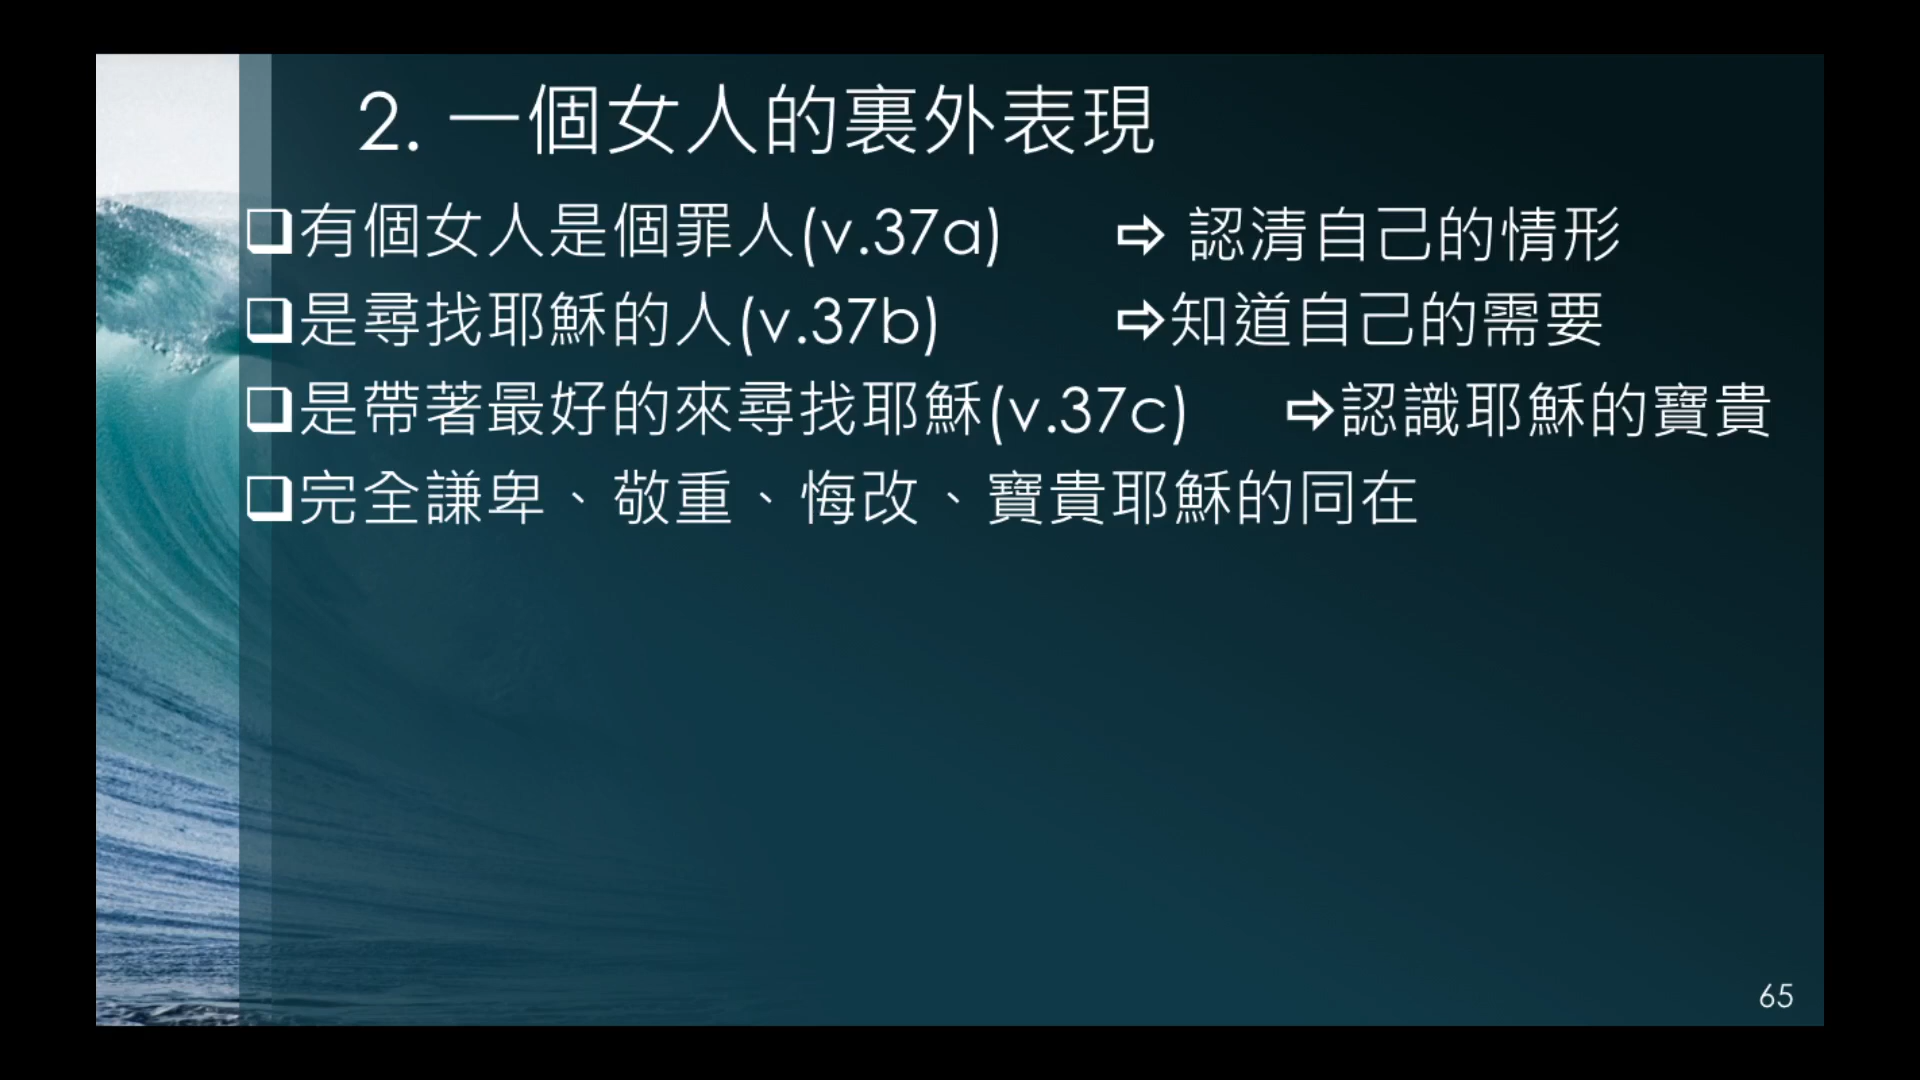 2. 一個女人的裏外表現
❑有個女人是個罪人(v.37a) ⇨ 認清自己的情形
❑是尋找耶穌的人(v.37b) ⇨知道自己的需要
❑是帶著最好的來尋找耶穌(v.37c) ⇨認識耶穌的寶貴
❑完全謙卑、敬重、悔改、寶貴耶穌的同在
65